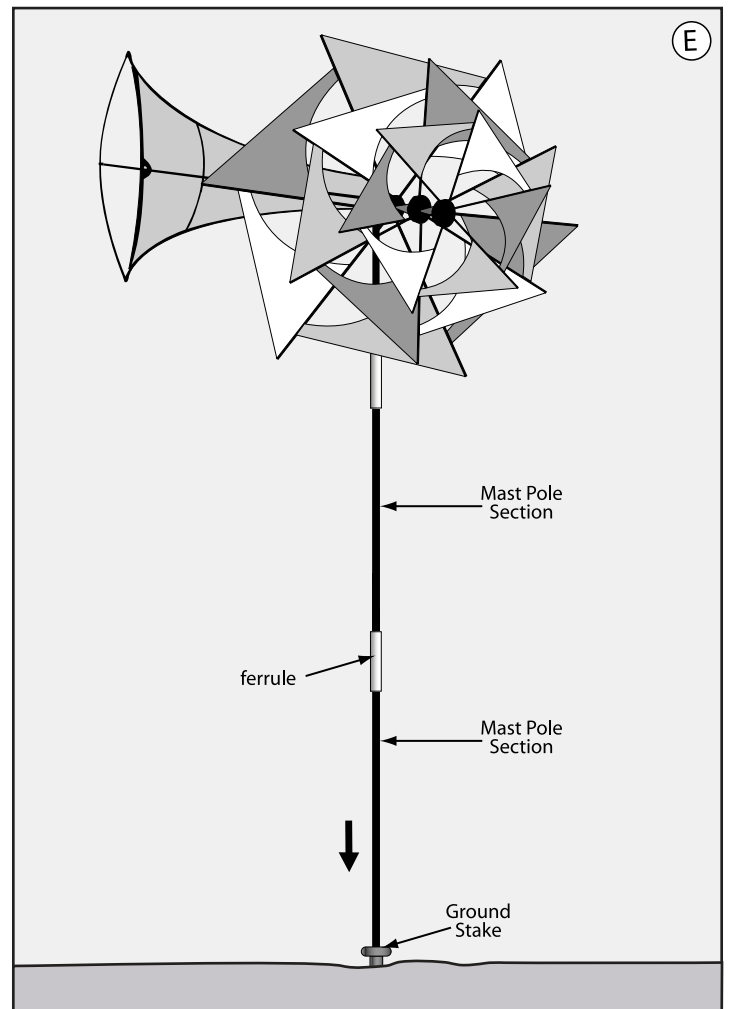 E
Mast Pole
Section
ferrule
Mast Pole
Section
Ground
Stake